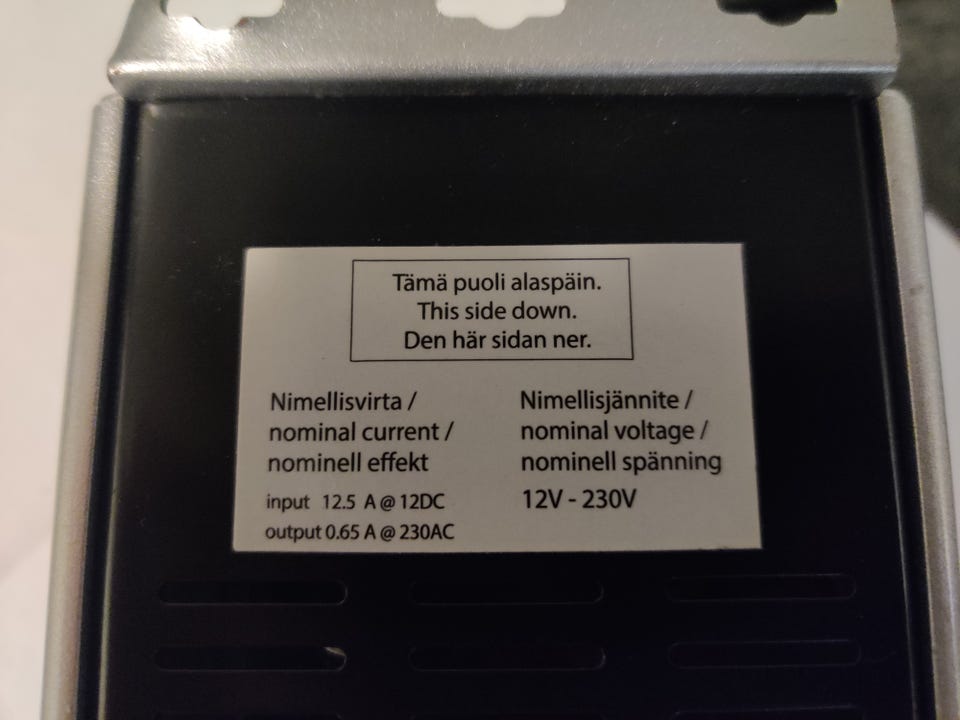 Tämä puoli alaspäin.
This side down.
Den här sidan ner.
Nimellisvirta /
nominal current /
nominell effekt
input 12.5 A @ 12DC
output 0.65 A @ 230AC
Nimellisjännite /
nominal voltage /
nominell spänning
12V - 230V